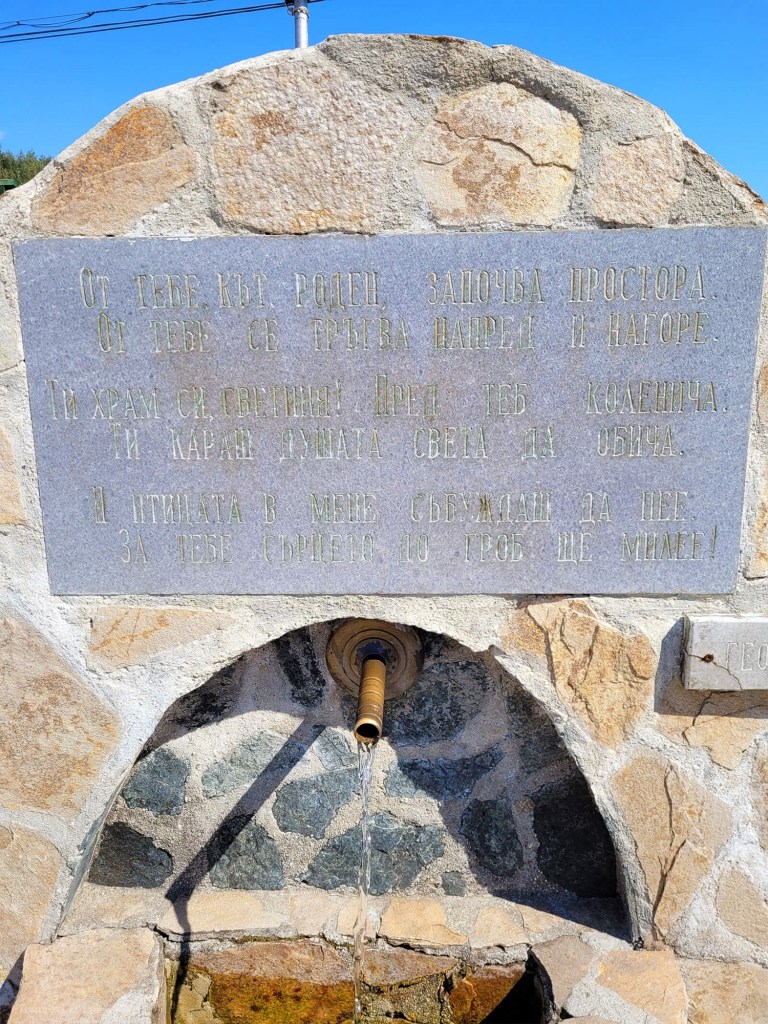 От тебе, кът роден, започва простора.
От тебе се тръгва напред и нагоре.
Ти храм си, светиня! Пред теб коленича.
Ти караш душата света да обича.
И птицата в мене събуждаш да пее.
За тебе сърцето до гроб ще милее!
ГЕО